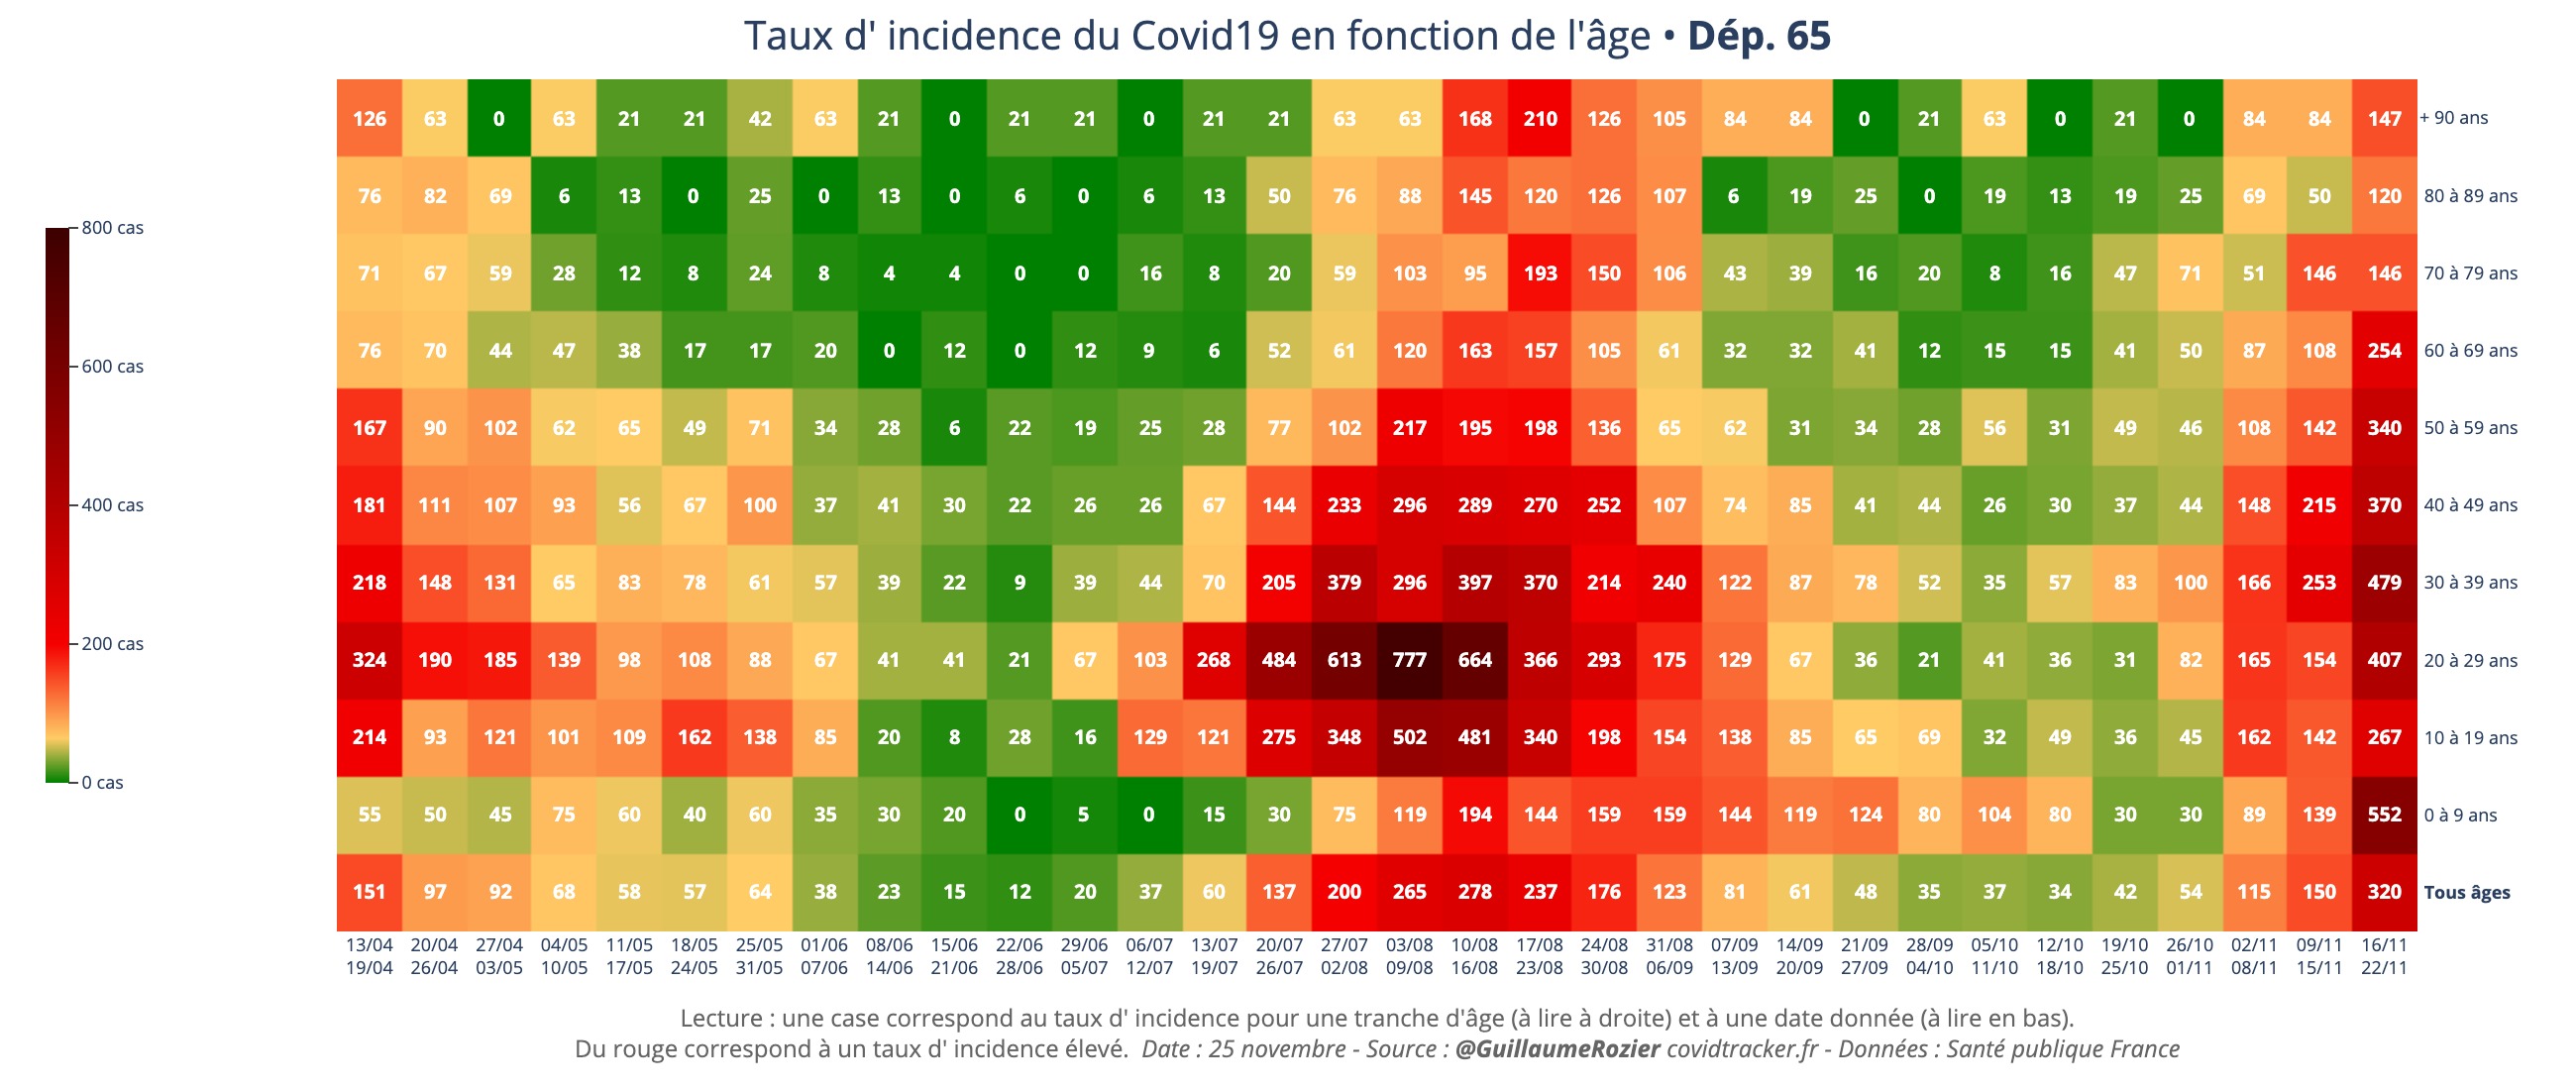 Taux d' incidence du Covid19 en fonction de l'âge • Dép. 65
800 cas
600 cas
400 cas
200 cas
0 cas
126 63 0 63 21 21 42 63 21 0 21 21 0 21 21 63 63 168 210 126 105 84 84 0 21 63 0 21 0 84 84 147 + 90 ans
76 82 69 6 13 0 25 0 13 0 6 0 6 13 50 76 88 145 120 126 107 6 19 25 0 19 13 19 25 69 50 120 80 à 89 ans
71 67 59 28 12 8 24 8 4 4 0 0 16 8 20 59 103 95 193 150 106 43 39 16 20 8 16 47 71 51 146 146 70 à 79 ans
76 70 44 47 38 17 17 20 0 12 0 12 9 6 52 61 120 163 157 105 61 32 32 41 12 15 15 41 50 87 108 254 60 à 69 ans
167 90 102 62 65 49 71 34 28 6 22 19 25 28 77 102 217 195 198 136 65 62 31 34 28 56 31 49 46 108 142 340 50 à 59 ans
181 111 107 93 56 67 100 37 41 30 22 26 26 67 144 233 296 289 270 252 107 74 85 41 44 26 30 37 44 148 215 370 40 à 49 ans
218 148 131 65 83 78 61 57 39 22 9 39 44 70 205 379 296 397 370 214 240 122 87 78 52 35 57 83 100 166 253 479 30 à 39 ans
324 190 185 139 98 108 88 67 41 41 21 67 103 268 484 613 777 664 366 293 175 129 67 36 21 41 36 31 82 165 154 407 20 à 29 ans
214 93 121 101 109 162 138 85 20 8 28 16 129 121 275 348 502 481 340 198 154 138 85 65 69 32 49 36 45 162 142 267 10 à 19 ans
55 50 45 75 60 40 60 35 30 20 0 5 0 15 30 75 119 194 144 159 159 144 119 124 80 104 80 30 30 89 139 552 0 à 9 ans
151 97 92 68 58 57 64 38 23 15 12 20 37 60 137 200 265 278 237 176 123 81 61 48 35 37 34 42 54 115 150 320 Tous âges
13/04 20/04 27/04 04/05 11/05 18/05 25/05 01/06 08/06 15/06 22/06 29/06 06/07 13/07 20/07 27/07 03/08 10/08 17/08 24/08 31/08 07/09 14/09 21/09 28/09 05/10 12/10 19/10 26/10 02/11 09/11 16/11
19/04 26/04 03/05 10/05 17/05 24/05 31/05 07/06 14/06 21/06 28/06 05/07 12/07 19/07 26/07 02/08 09/08 16/08 23/08 30/08 06/09 13/09 20/09 27/09 04/10 11/10 18/10 25/10 01/11 08/11 15/11 22/11
Lecture : une case correspond au taux d' incidence pour une tranche d'âge (à lire à droite) et à une date donnée (à lire en bas).
Du rouge correspond à un taux d' incidence élevé. Date : 25 novembre - Source : @GuillaumeRozier covidtracker.fr - Données : Santé publique France